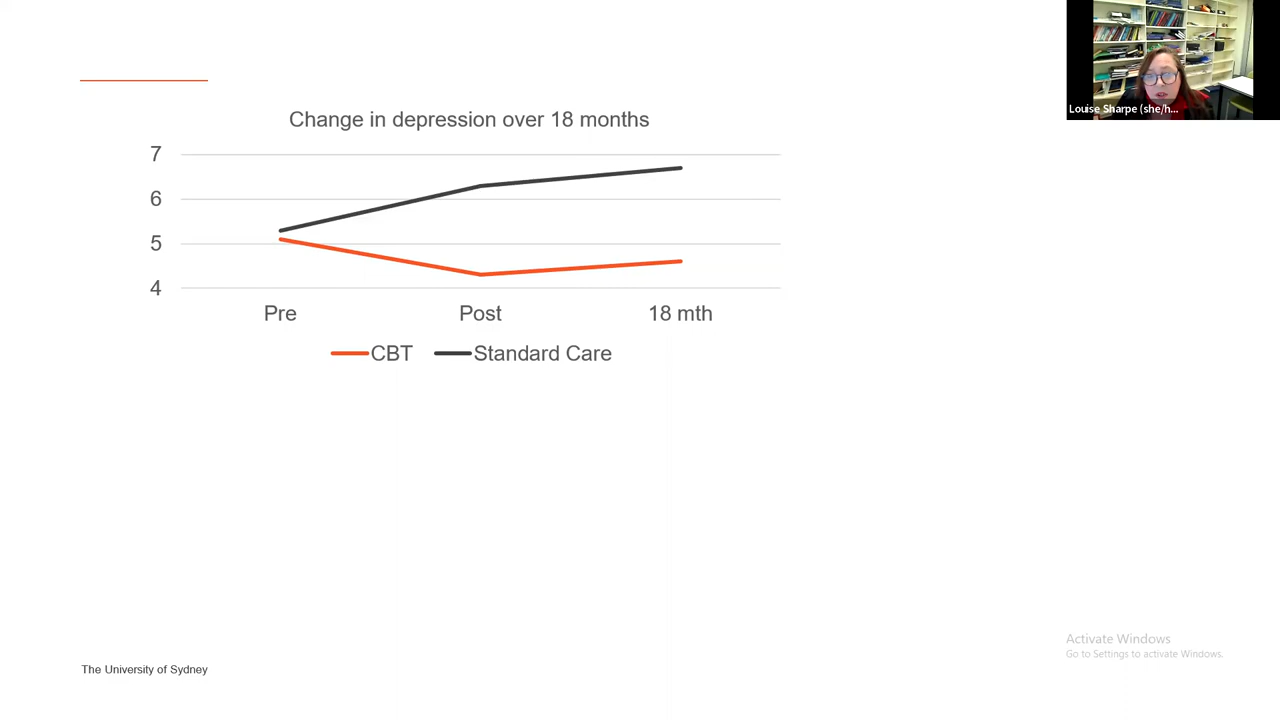 Louise Sharpe (she/h...
Change in depression over 18 months
7
6
5
4
Pre Post 18 mth
CBT Standard Care
Activate Windows
Go to Settings to activate Windows.
The University of Sydney